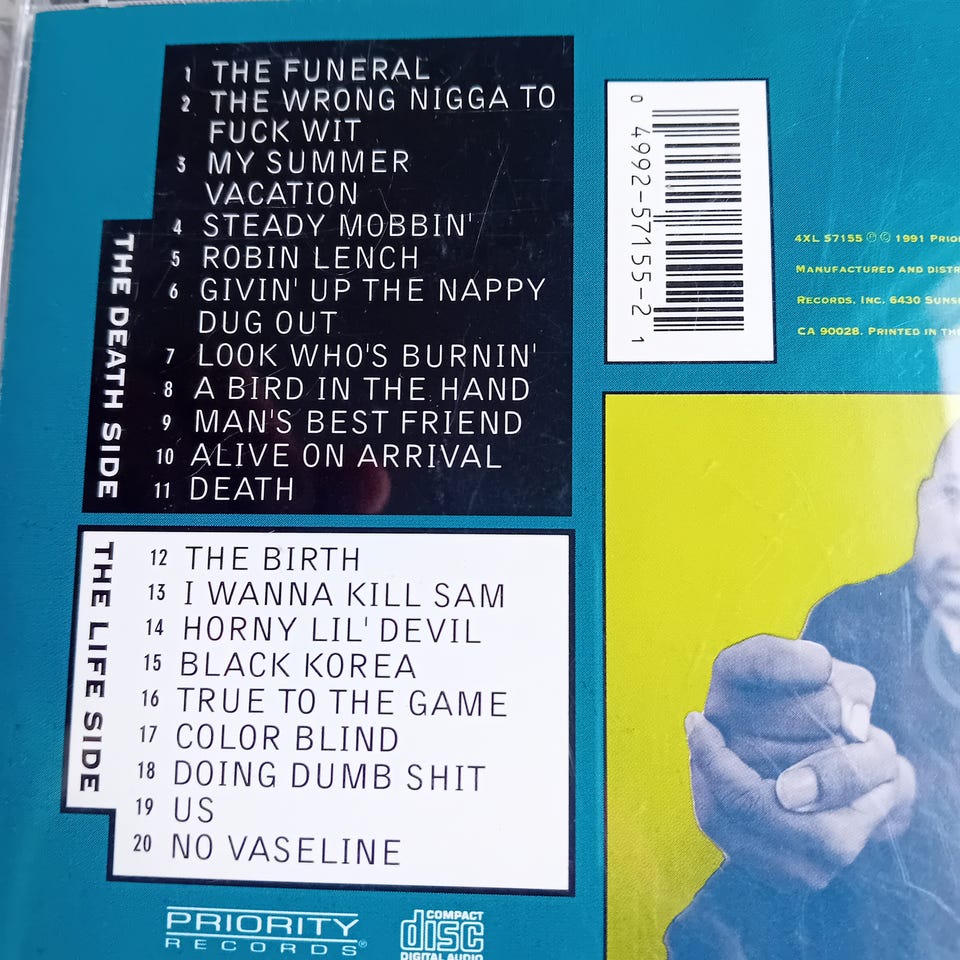 1 THE FUNERAL
2 THE WRONG NIGGA TO
FUCK WIT
3 MY SUMMER
VACATION
4 STEADY MOBBIN'
5 ROBIN LENCH
6 GIVIN' UP THE NAPPY
DUG OUT
7 LOOK WHO'S BURNIN'
8 A BIRD IN THE HAND
9 MAN'S BEST FRIEND
10 ALIVE ON ARRIVAL
11 DEATH
THE DEATH SIDE
12 THE BIRTH
13 I WANNA KILL SAM
14 HORNY LIL' DEVIL
15 BLACK KOREA
16 TRUE TO THE GAME
17 COLOR BLIND
18 DOING DUMB SHIT
19 US
20 NO VASELINE
THE LIFE SIDE
PRIORITY
RECORDS®
COMPACT
disc
DIGITAL AUDIO
0 4992-57155-2 1
4XL 57155 ℗ © 1991
MANUFACTURED AND
RECORDS, INC. 6430
CA 90028. PRINTED IN